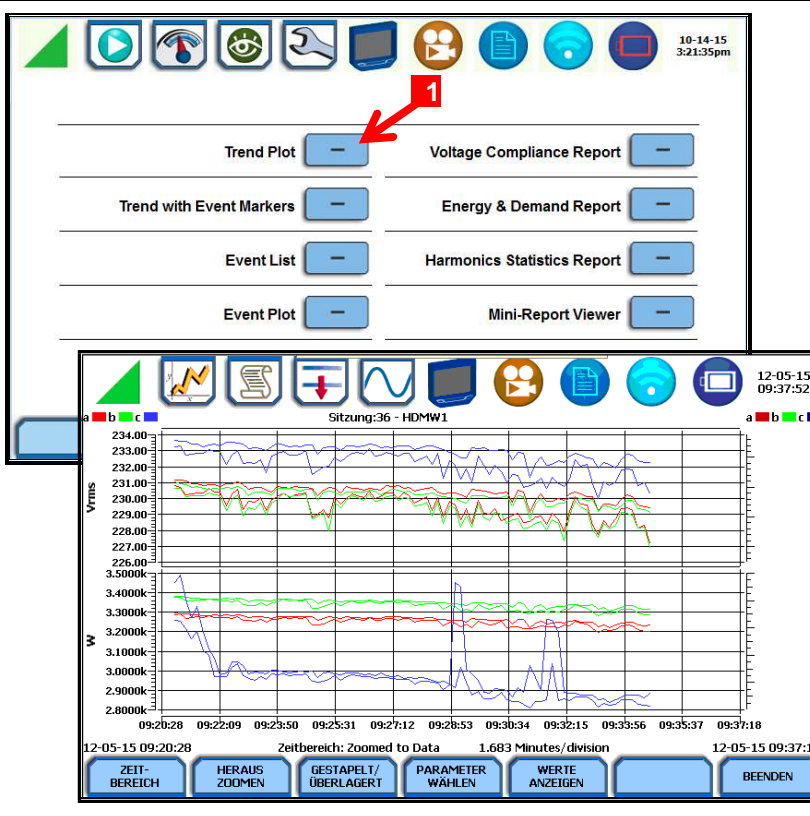 10-14-15
3:21:35pm
1
Trend Plot
Voltage Compliance Report
Trend with Event Markers
Energy & Demand Report
Event List
Harmonics Statistics Report
Event Plot
Mini-Report Viewer
12-05-15
09:37:52
a b c
Sitzung:36 - HDMW1
a b c
Vrms
234.00
233.00
232.00
231.00
230.00
229.00
228.00
227.00
226.00
W
3.5000k
3.4000k
3.3000k
3.2000k
3.1000k
3.0000k
2.9000k
2.8000k
09:20:28 09:22:09 09:23:50 09:25:31 09:27:12 09:28:53 09:30:34 09:32:15 09:33:56 09:35:37 09:37:18
12-05-15 09:20:28 Zeitbereich: Zoomed to Data 1.683 Minutes/division 12-05-15 09:37:1
ZEIT-
BEREICH
HERAUS
ZOOMEN
GESTAPELT/
ÜBERLAGERT
PARAMETER
WÄHLEN
WERTE
ANZEIGEN
BEENDEN